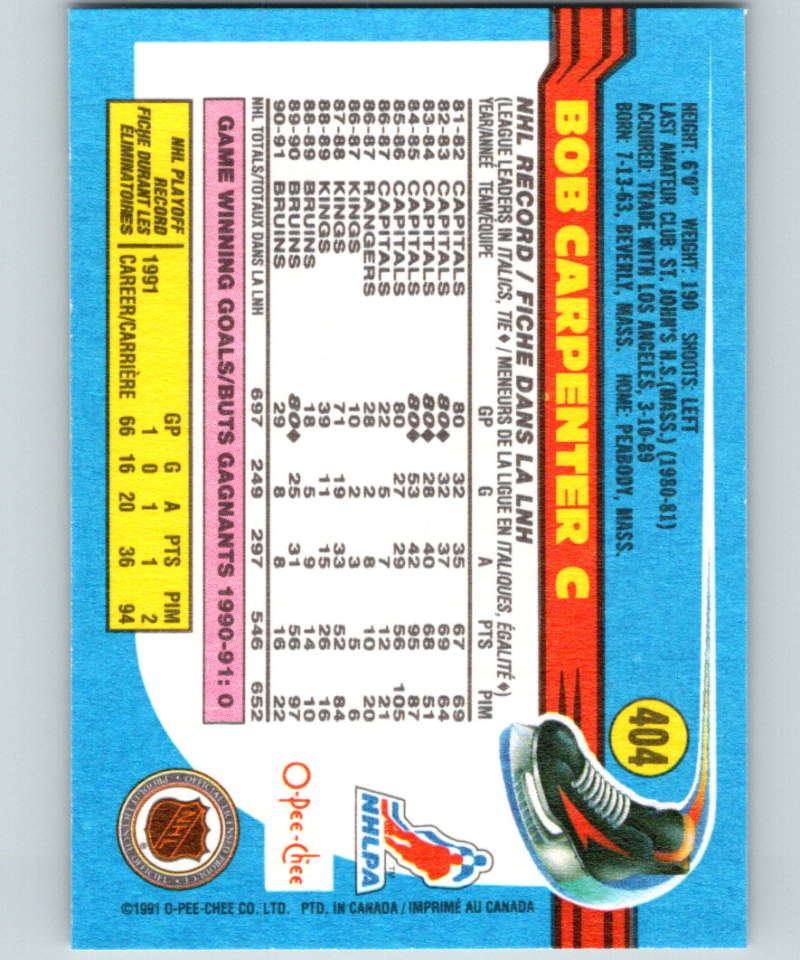 HEIGHT: 6'0" WEIGHT: 190 SHOOTS: LEFT
LAST AMATEUR CLUB: ST. JOHN'S H.S.(MASS.) (1980-81)
ACQUIRED: TRADE WITH LOS ANGELES, 3-10-89
BORN: 7-13-63, BEVERLY, MASS. HOME: PEABODY, MASS.
404
BOB CARPENTER C
NHL RECORD / FICHE DANS LA LNH
(LEAGUE LEADERS IN ITALICS, TIE♦ / MENEURS DE LA LIGUE EN ITALIQUES, ÉGALITÉ♦)
YEAR/ANNÉE TEAM/ÉQUIPE GP G A PTS PIM
81-82 CAPITALS 80 32 35 67 69
82-83 CAPITALS 80♦ 32 37 69 64
83-84 CAPITALS 80♦ 28 40 68 51
84-85 CAPITALS 80♦ 53 42 95 87
85-86 CAPITALS 80 27 29 56 105
86-87 CAPITALS 22 5 7 12 21
86-87 RANGERS 28 2 8 10 20
86-87 KINGS 10 2 3 5 6
87-88 KINGS 71 19 33 52 84
88-89 KINGS 39 11 15 26 16
88-89 BRUINS 18 5 9 14 10
89-90 BRUINS 80♦ 25 31 56 97
90-91 BRUINS 29 8 8 16 22
NHL TOTALS/TOTAUX DANS LA LNH 697 249 297 546 652
GAME WINNING GOALS/BUTS GAGNANTS 1990-91: 0
NHL PLAYOFF
RECORD
FICHE DURANT LES
ÉLIMINATOIRES
GP G A PTS PIM
1991 1 0 1 1 2
CAREER/CARRIÈRE 66 16 20 36 94
NHLPA
TM
O-Pee-Chee
NHL
OFFICIAL LICENSED PRODUCT
©1991 O-PEE-CHEE CO. LTD. PTD. IN CANADA / IMPRIMÉ AU CANADA